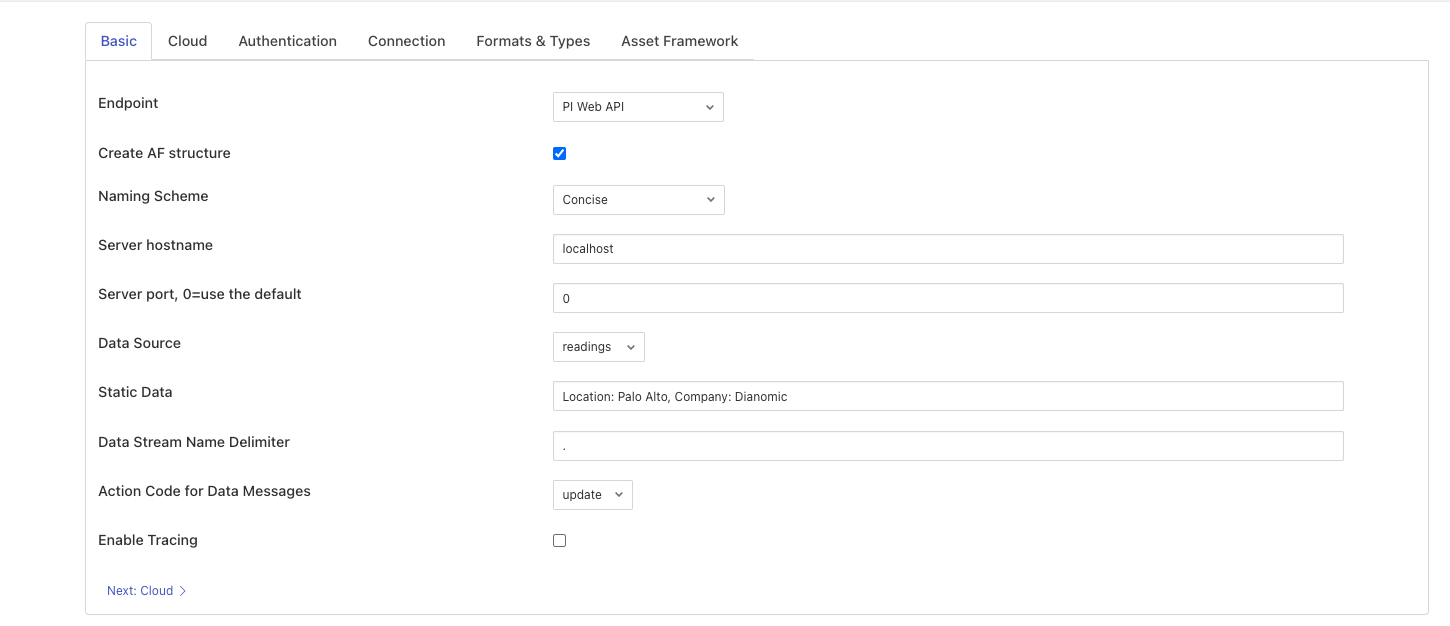 Basic Cloud Authentication Connection Formats & Types Asset Framework
Endpoint PI Web API
Create AF structure
Naming Scheme Concise
Server hostname localhost
Server port, 0=use the default 0
Data Source readings
Static Data Location: Palo Alto, Company: Dianomic
Data Stream Name Delimiter .
Action Code for Data Messages update
Enable Tracing
Next: Cloud